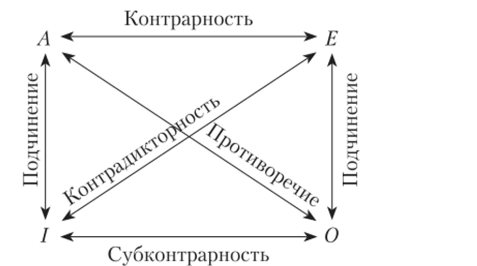 Контрарность
A
E
Подчинение
Контрадикторность
Противоречие
Подчинение
I
O
Субконтрарность